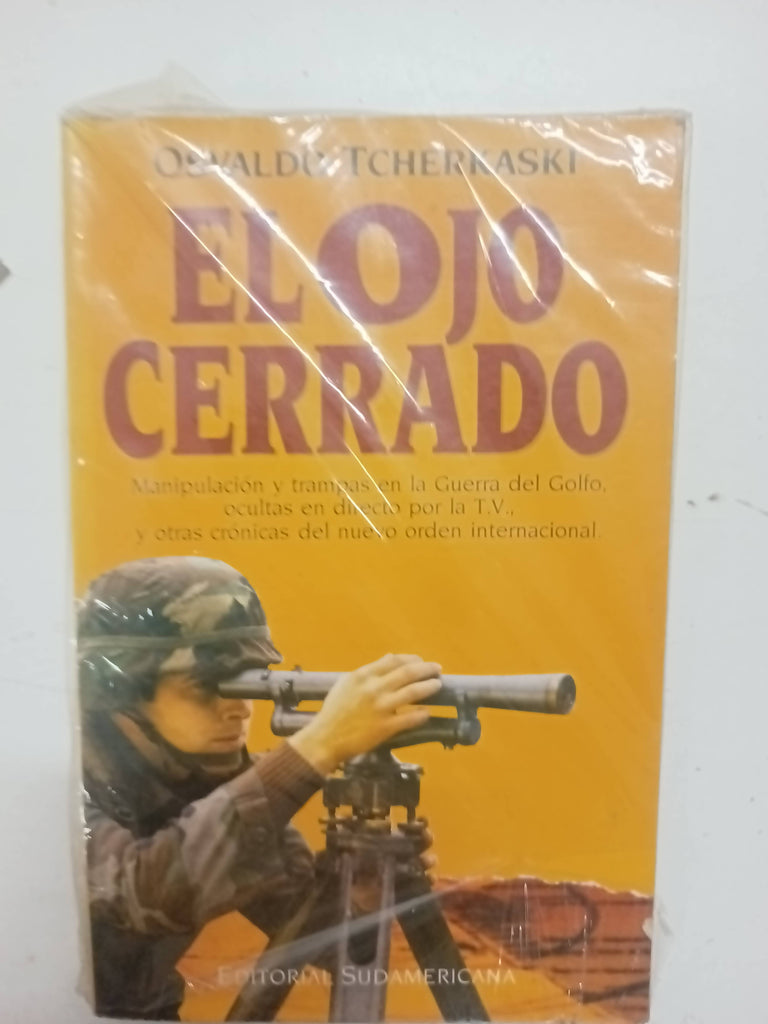 OSVALDO TCHERKASKI
EL OJO
CERRADO
Manipulación y trampas en la Guerra del Golfo,
ocultas en directo por la T.V.,
y otras crónicas del nuevo orden internacional.
EDITORIAL SUDAMERICANA